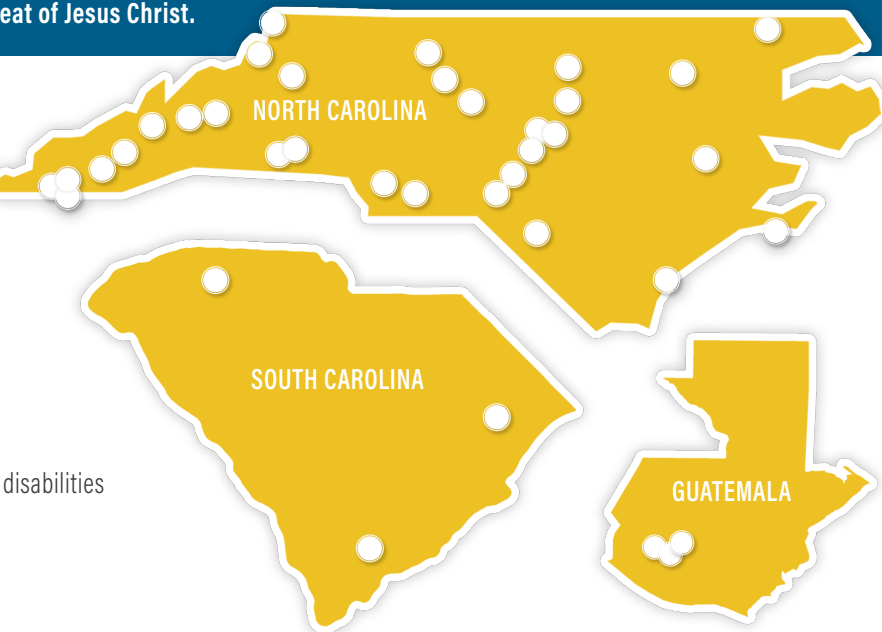 eat of Jesus Christ.
NORTH CAROLINA
SOUTH CAROLINA
disabilities
GUATEMALA